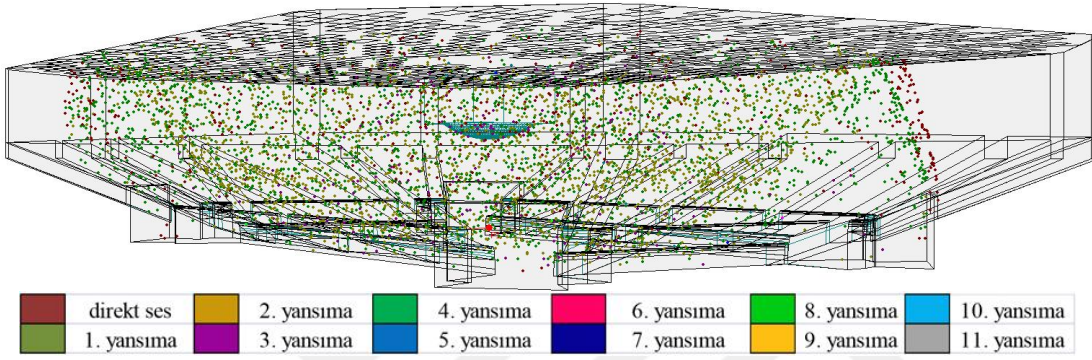 direkt ses 2. yansıma 4. yansıma 6. yansıma 8. yansıma 10. yansıma
1. yansıma 3. yansıma 5. yansıma 7. yansıma 9. yansıma 11. yansıma